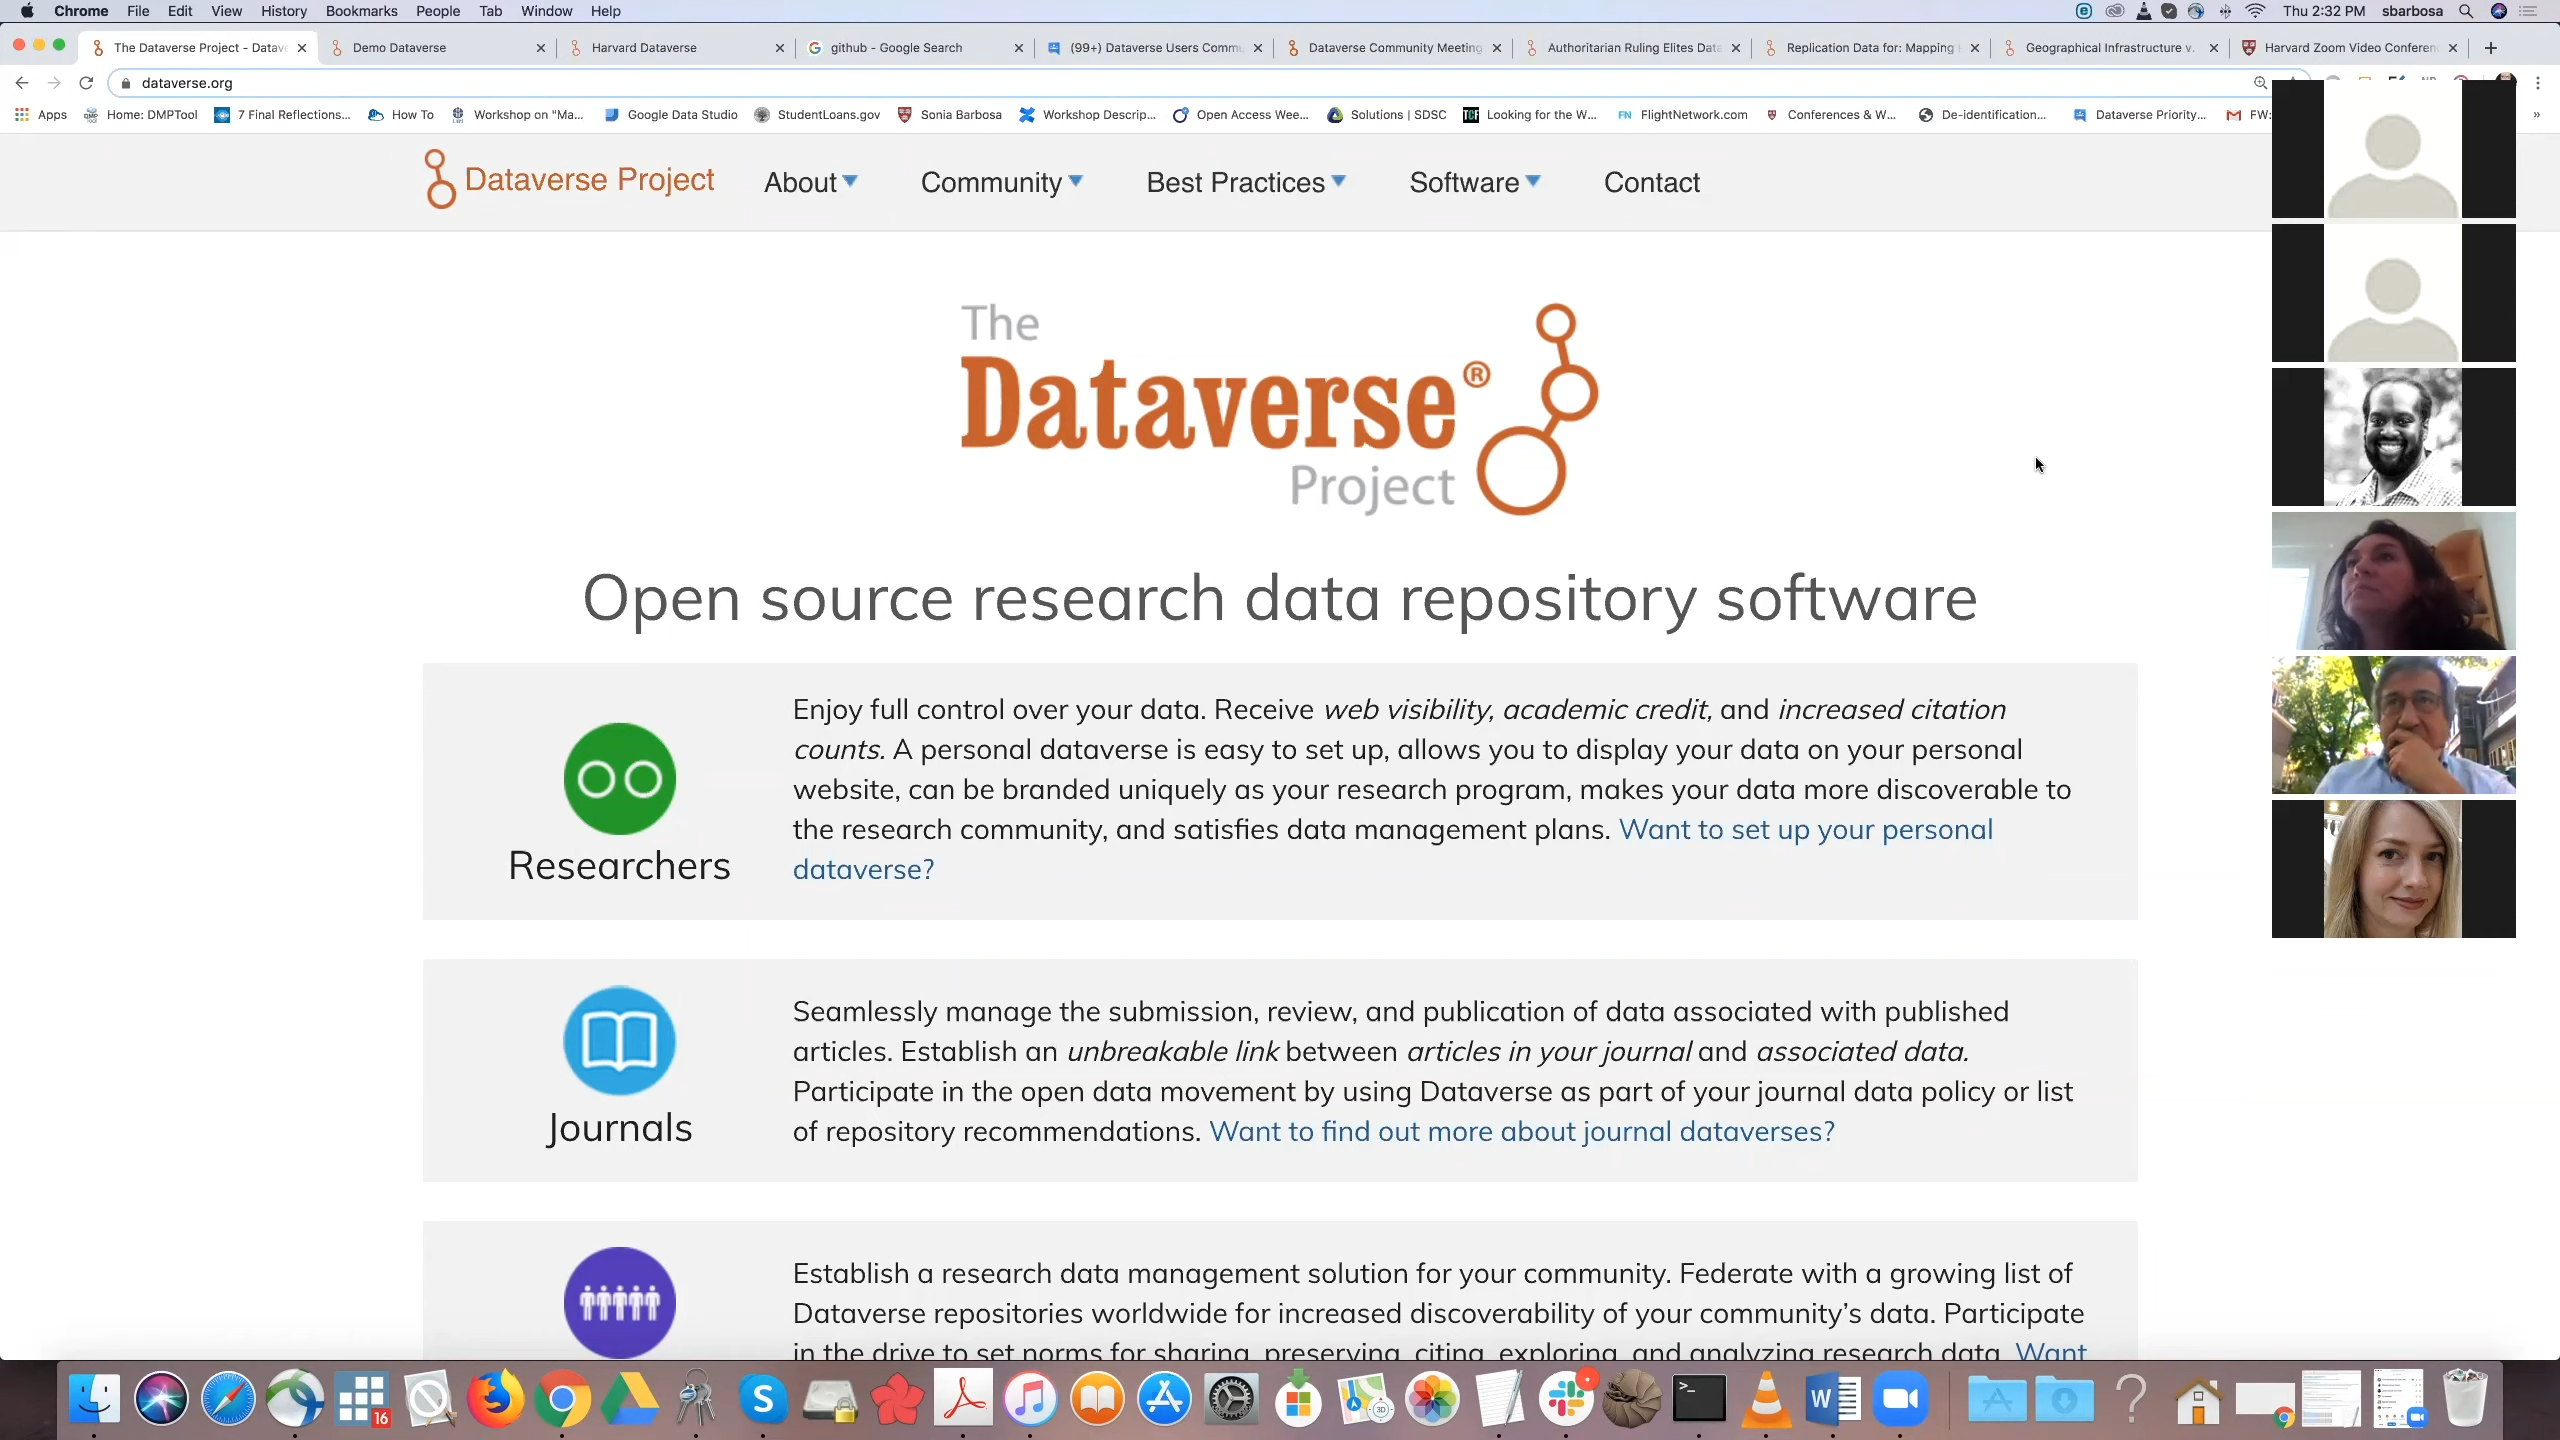 Chrome File Edit View History Bookmarks People Tab Window Help Thu 2:32 PM sbarbosa
The Dataverse Project - Datave Demo Dataverse Harvard Dataverse github - Google Search (99+) Dataverse Users Commu Dataverse Community Meeting Authoritarian Ruling Elites Data Replication Data for: Mapping Geographical Infrastructure v. Harvard Zoom Video Conferen
dataverse.org
Apps Home: DMPTool 7 Final Reflections... How To Workshop on "Ma... Google Data Studio StudentLoans.gov Sonia Barbosa Workshop Descrip... Open Access Wee... Solutions | SDSC Looking for the W... FlightNetwork.com Conferences & W... De-identification... Dataverse Priority... FW: »
Dataverse Project About Community Best Practices Software Contact
The
Dataverse®
Project
Open source research data repository software
Enjoy full control over your data. Receive web visibility, academic credit, and increased citation
counts. A personal dataverse is easy to set up, allows you to display your data on your personal
website, can be branded uniquely as your research program, makes your data more discoverable to
the research community, and satisfies data management plans. Want to set up your personal
dataverse?
Researchers
Seamlessly manage the submission, review, and publication of data associated with published
articles. Establish an unbreakable link between articles in your journal and associated data.
Participate in the open data movement by using Dataverse as part of your journal data policy or list
of repository recommendations. Want to find out more about journal dataverses?
Journals
Establish a research data management solution for your community. Federate with a growing list of
Dataverse repositories worldwide for increased discoverability of your community's data. Participate
in the drive to set norms for sharing, preserving, citing, exploring, and analyzing research data. Want
16